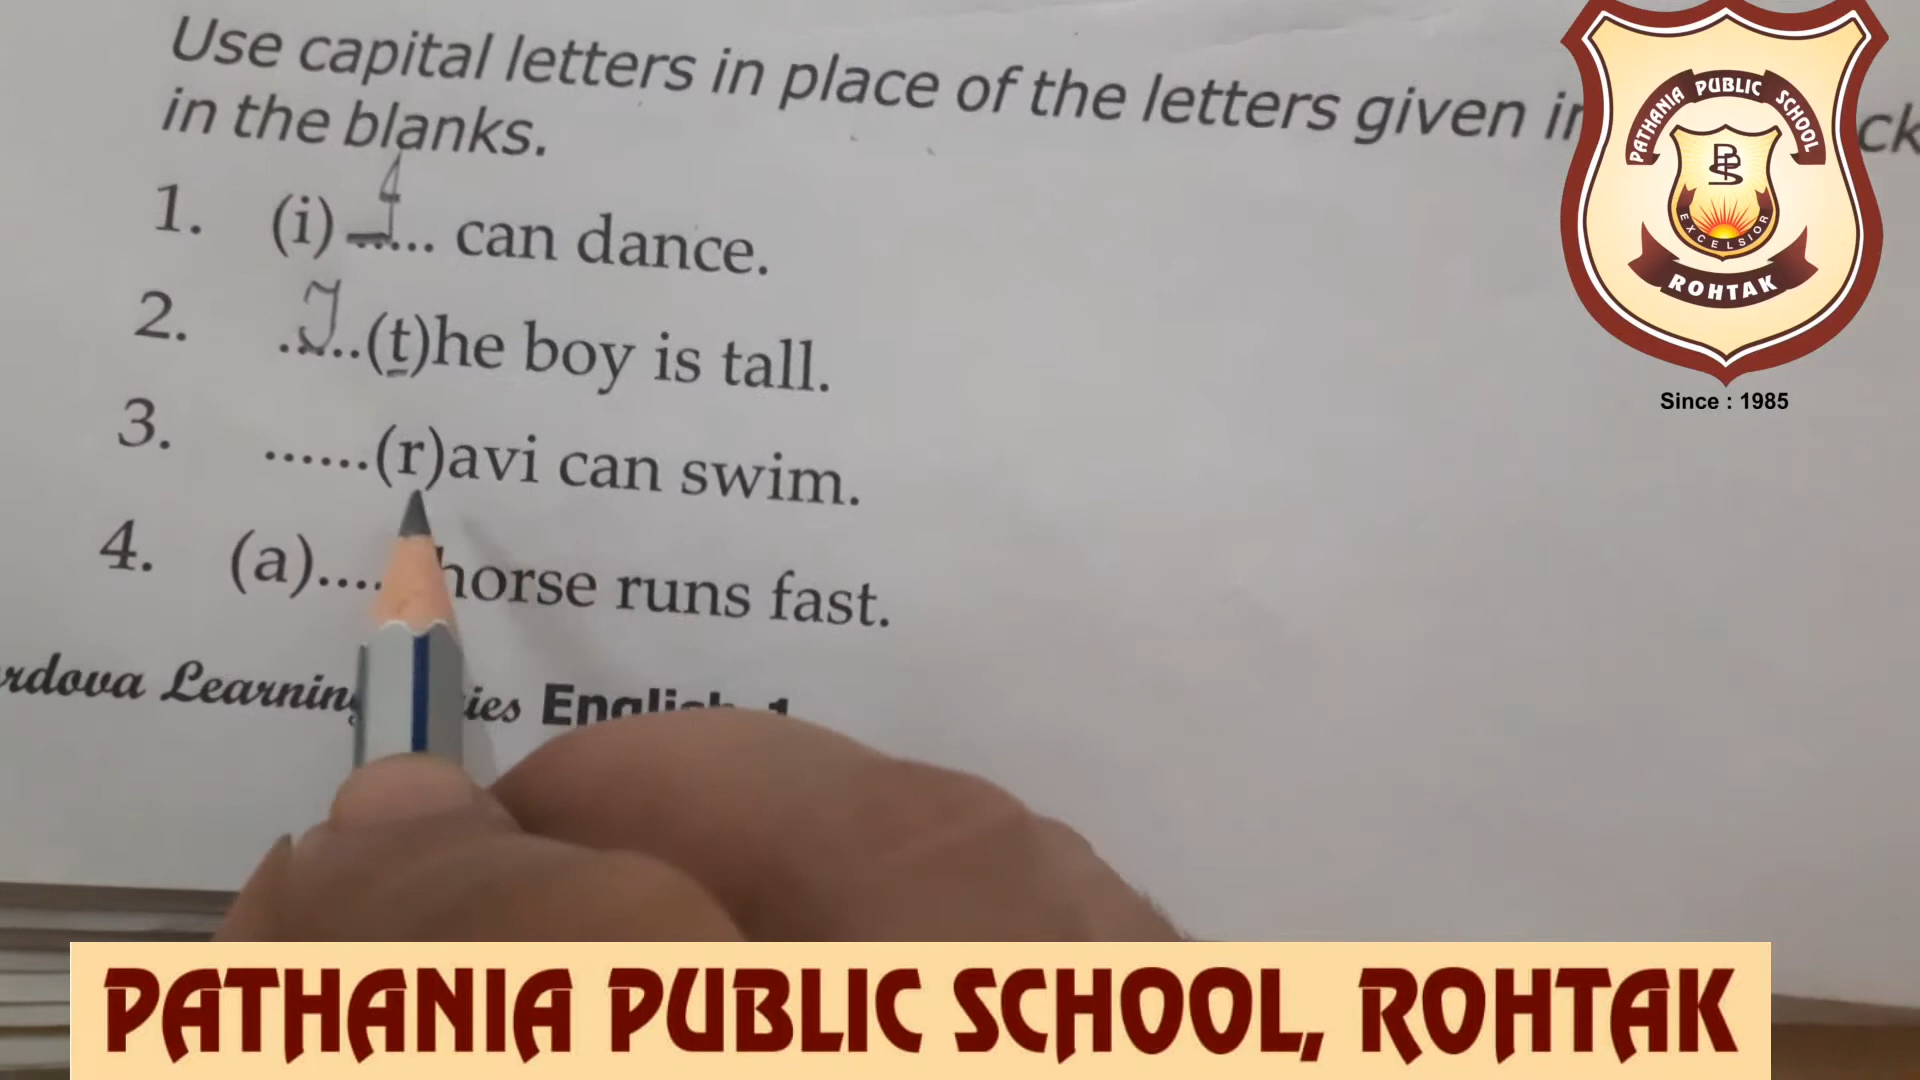 Use capital letters in place of the letters given in
in the blanks.
1. (i) I ... can dance.
2. ..T...(t)he boy is tall.
3. ......(r)avi can swim.
4. (a).... horse runs fast.
Learning English 1
PATHANIA PUBLIC SCHOOL
PBS
EXCELSIOR
ROHTAK
Since : 1985
PATHANIA PUBLIC SCHOOL, ROHTAK